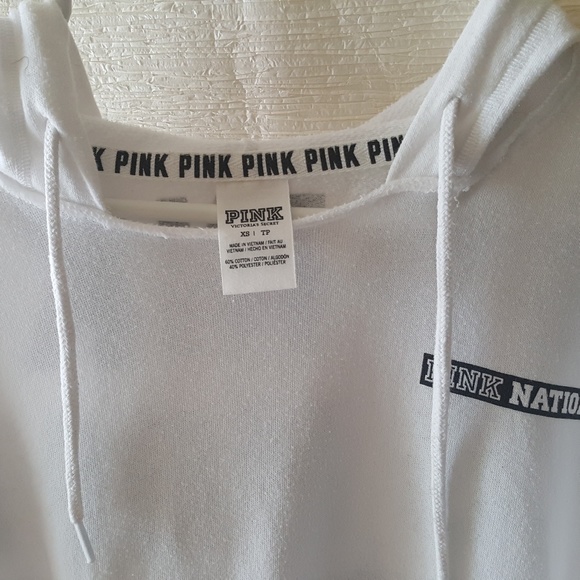 K PINK PINK PINK PINK PIN
PINK
VICTORIA'S SECRET
XS | TP
MADE IN VIETNAM / FAIT AU
VIETNAM / HECHO EN VIETNAM
60% COTTON / COTON / ALGODÓN
40% POLYESTER / POLIÉSTER
PINK NATIO